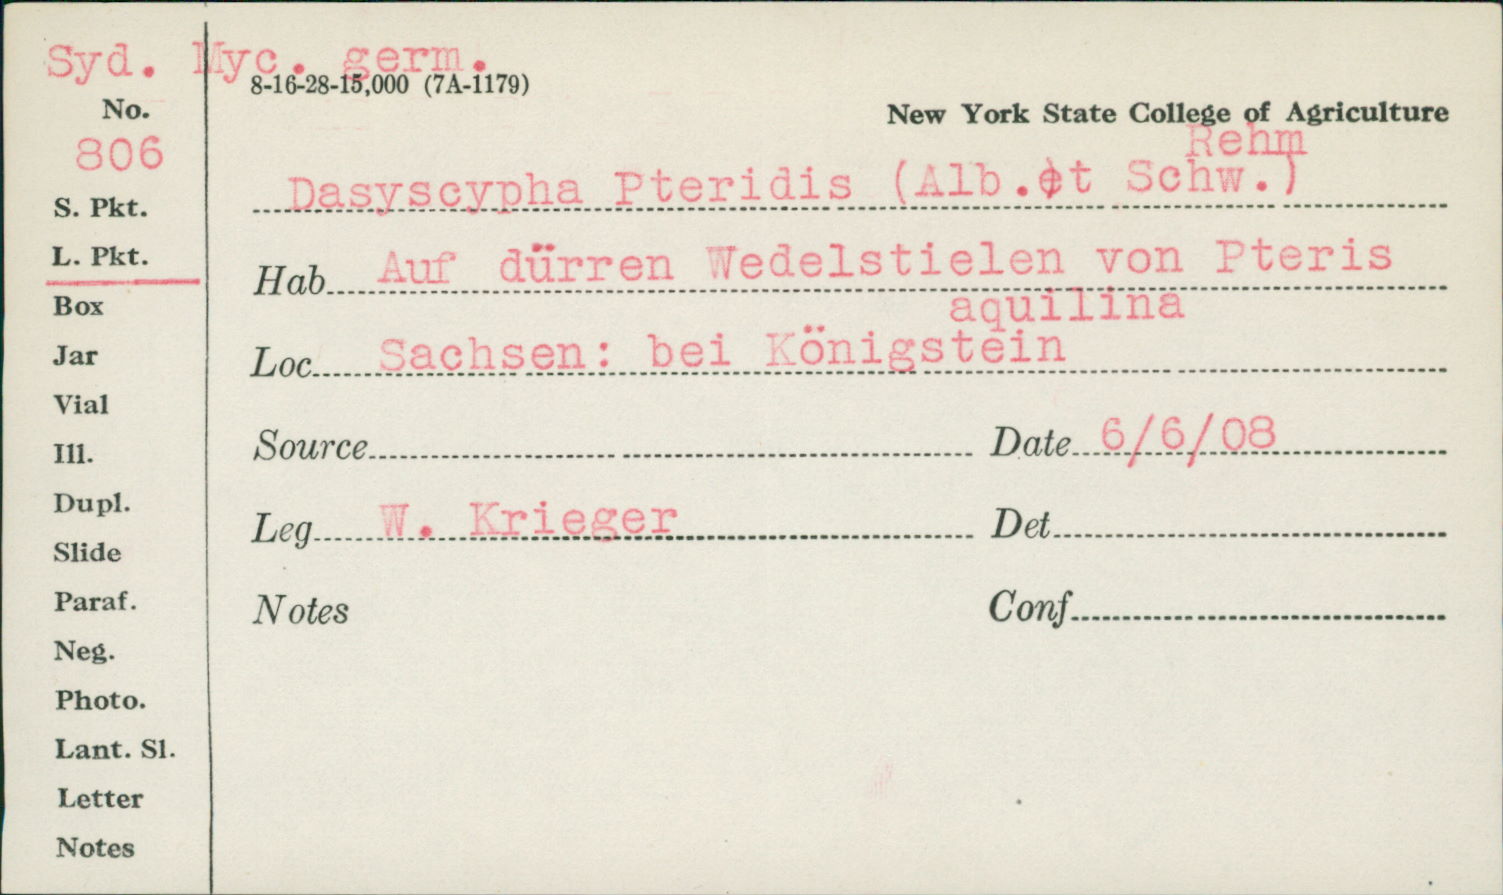 Syd. Myc. germ.
8-16-28-15,000 (7A-1179)
No.
New York State College of Agriculture
806
Rehm
Dasyscypha Pteridis (Alb.et Schw.)
S. Pkt.
L. Pkt.
Hab Auf dürren Wedelstielen von Pteris
aquilina
Box
Loc Sachsen: bei Königstein
Jar
Vial
Source Date 6/6/08
Ill.
Dupl.
Leg W. Krieger Det
Slide
Paraf.
Notes Conf
Neg.
Photo.
Lant. Sl.
Letter
Notes